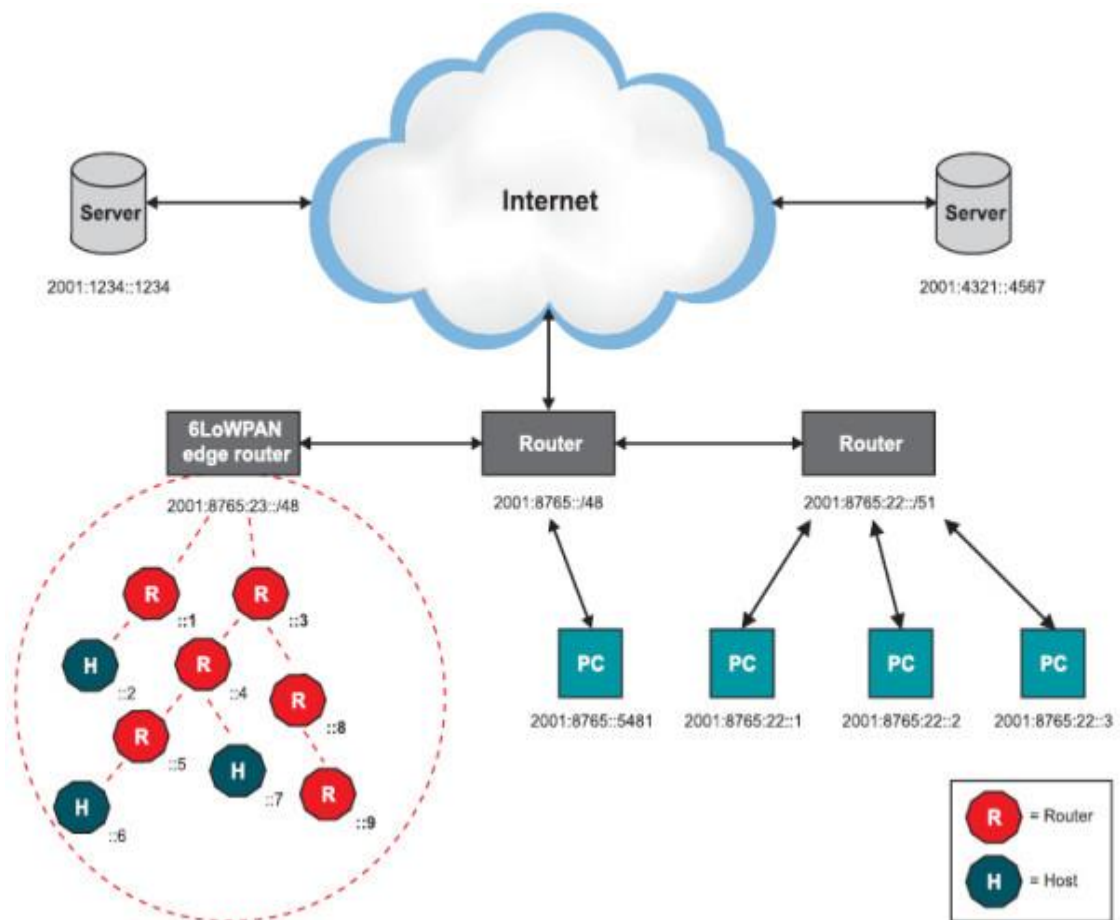 Internet
Server
Server
2001:1234::1234
2001:4321::4567
6LoWPAN
edge router
Router
Router
2001:8765:23::/48
2001:8765::/48
2001:8765:22::/51
R
::1
R
::3
H
::2
R
::4
R
::8
R
::5
H
::7
R
::9
H
::6
PC
PC
PC
PC
2001:8765::5481
2001:8765:22::1
2001:8765:22::2
2001:8765:22::3
R = Router
H = Host